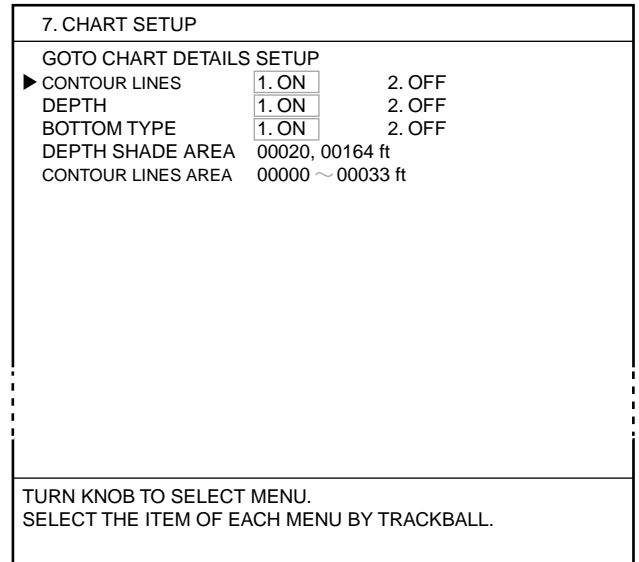 7. CHART SETUP
GOTO CHART DETAILS SETUP
CONTOUR LINES 1. ON 2. OFF
DEPTH 1. ON 2. OFF
BOTTOM TYPE 1. ON 2. OFF
DEPTH SHADE AREA 00020, 00164 ft
CONTOUR LINES AREA 00000 ~ 00033 ft
TURN KNOB TO SELECT MENU.
SELECT THE ITEM OF EACH MENU BY TRACKBALL.